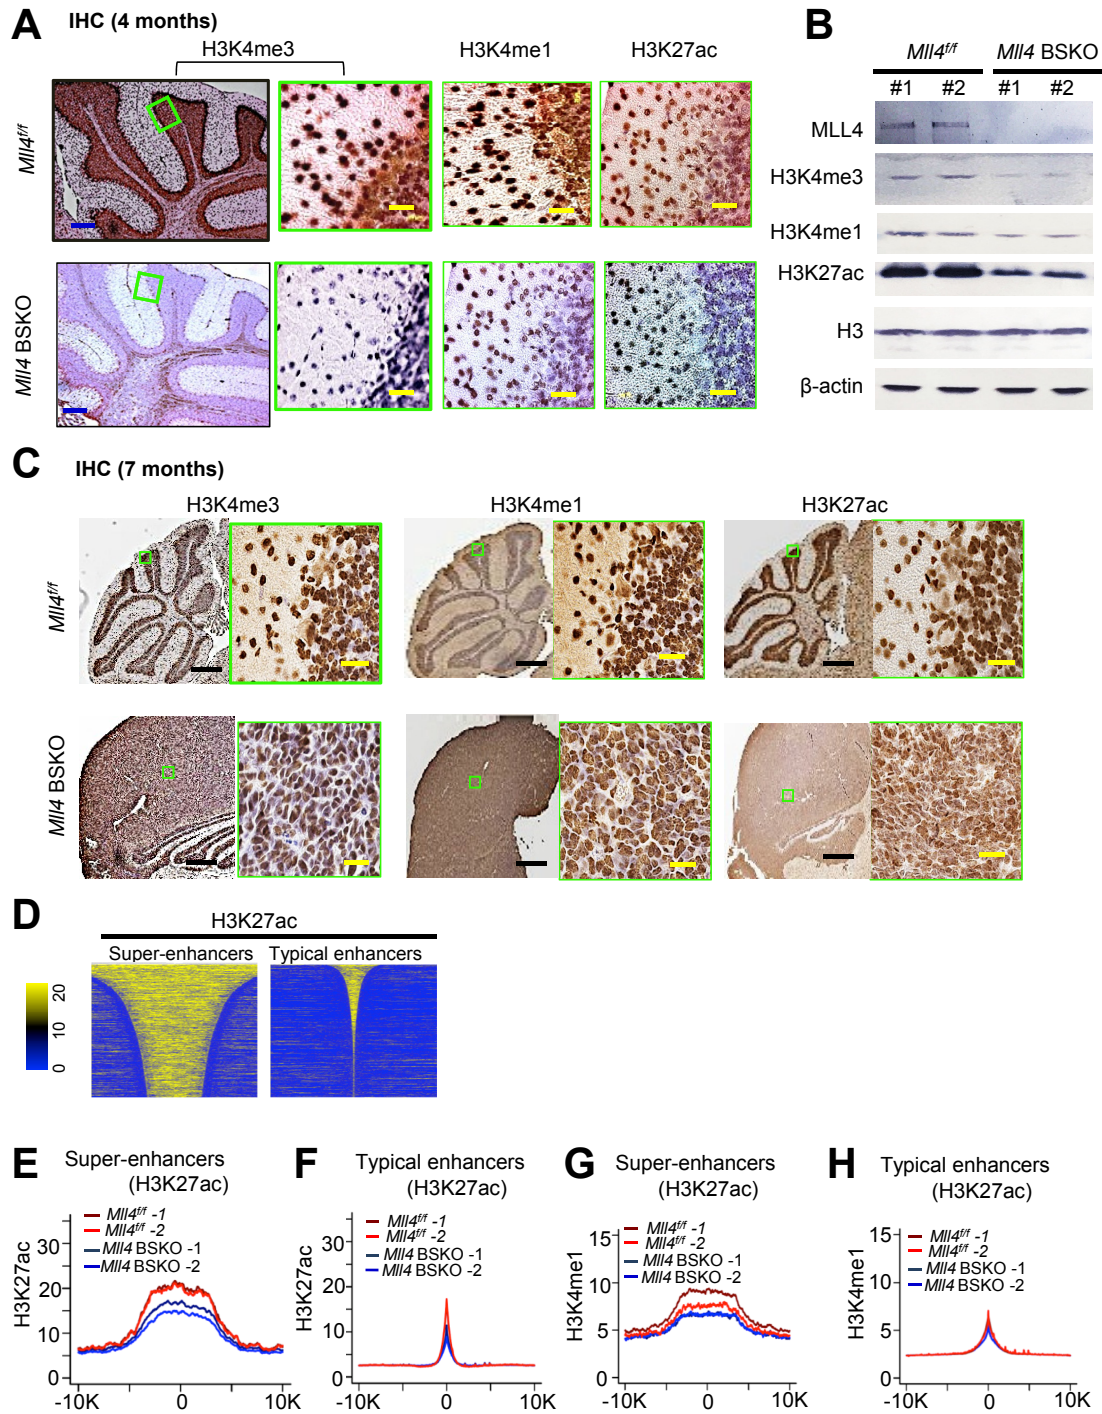 A IHC (4 months)
H3K4me3 H3K4me1 H3K27ac
Mll4f/f
Mll4 BSKO
B
Mll4f/f Mll4 BSKO
#1 #2 #1 #2
MLL4
H3K4me3
H3K4me1
H3K27ac
H3
β-actin
C IHC (7 months)
H3K4me3 H3K4me1 H3K27ac
Mll4f/f
Mll4 BSKO
D
H3K27ac
Super-enhancers Typical enhancers
20
10
0
E Super-enhancers
(H3K27ac)
Mll4f/f -1
Mll4f/f -2
Mll4 BSKO -1
Mll4 BSKO -2
H3K27ac
30
20
10
0
-10K 0 10K
F Typical enhancers
(H3K27ac)
Mll4f/f -1
Mll4f/f -2
Mll4 BSKO -1
Mll4 BSKO -2
H3K27ac
30
20
10
0
-10K 0 10K
G Super-enhancers
(H3K27ac)
Mll4f/f -1
Mll4f/f -2
Mll4 BSKO -1
Mll4 BSKO -2
H3K4me1
15
10
5
0
-10K 0 10K
H Typical enhancers
(H3K27ac)
Mll4f/f -1
Mll4f/f -2
Mll4 BSKO -1
Mll4 BSKO -2
H3K4me1
15
10
5
0
-10K 0 10K